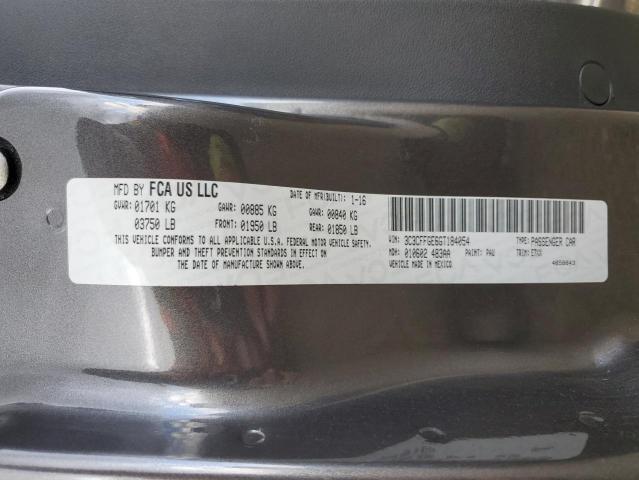 MFD BY FCA US LLC
DATE OF MFR(BUILT): 1-16
GVWR: 01701 KG GAWR: 00885 KG GAWR: 00840 KG
03750 LB FRONT: 01950 LB REAR: 01850 LB
THIS VEHICLE CONFORMS TO ALL APPLICABLE U.S.A. FEDERAL MOTOR VEHICLE SAFETY,
BUMPER AND THEFT PREVENTION STANDARDS IN EFFECT ON
THE DATE OF MANUFACTURE SHOWN ABOVE.
VIN: 3C3CFFGE8GT184054 TYPE: PASSENGER CAR
MDH: 010602 483AA PAINT: PAU TRIM:
VEHICLE MADE IN MEXICO
4858843